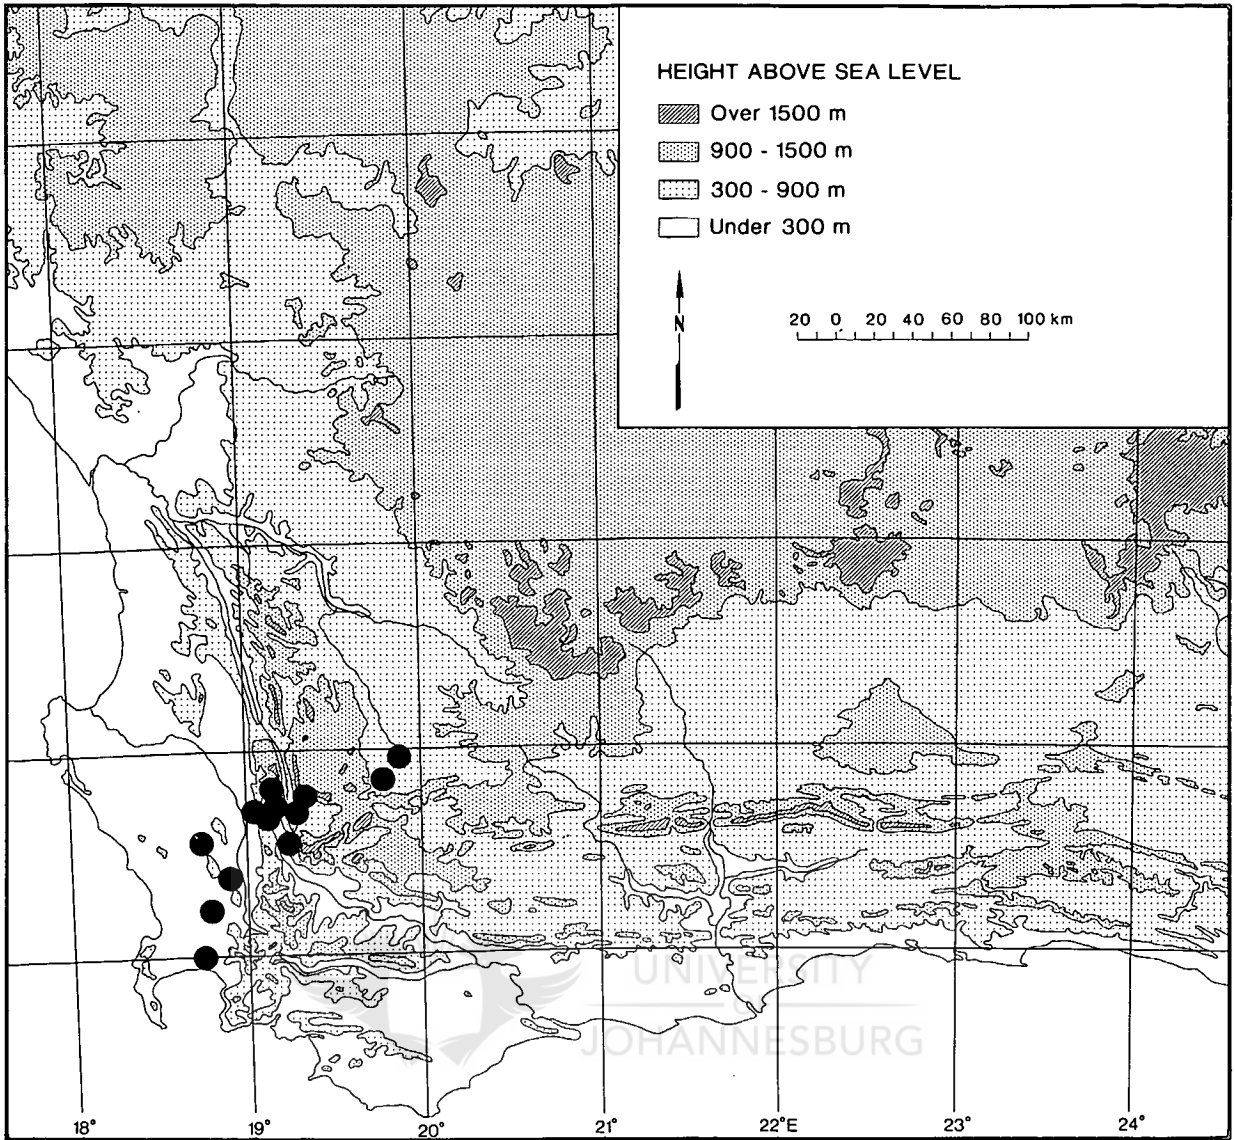 HEIGHT ABOVE SEA LEVEL
Over 1500 m
900 - 1500 m
300 - 900 m
Under 300 m
N
20 0 20 40 60 80 100 km
UNIVERSITY
OF
JOHANNESBURG
18° 19° 20° 21° 22°E 23° 24°